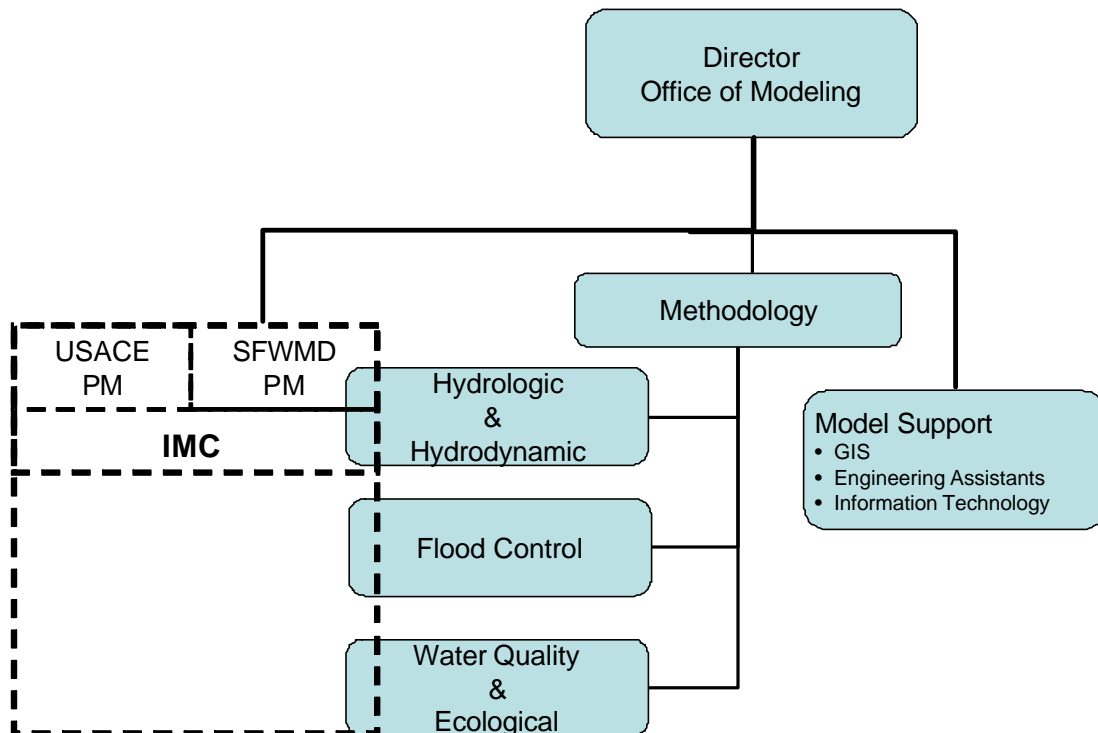 Director
Office of Modeling
Methodology
USACE
PM
SFWMD
PM
IMC
Hydrologic
&
Hydrodynamic
Flood Control
Water Quality
&
Ecological
Model Support
• GIS
• Engineering Assistants
• Information Technology